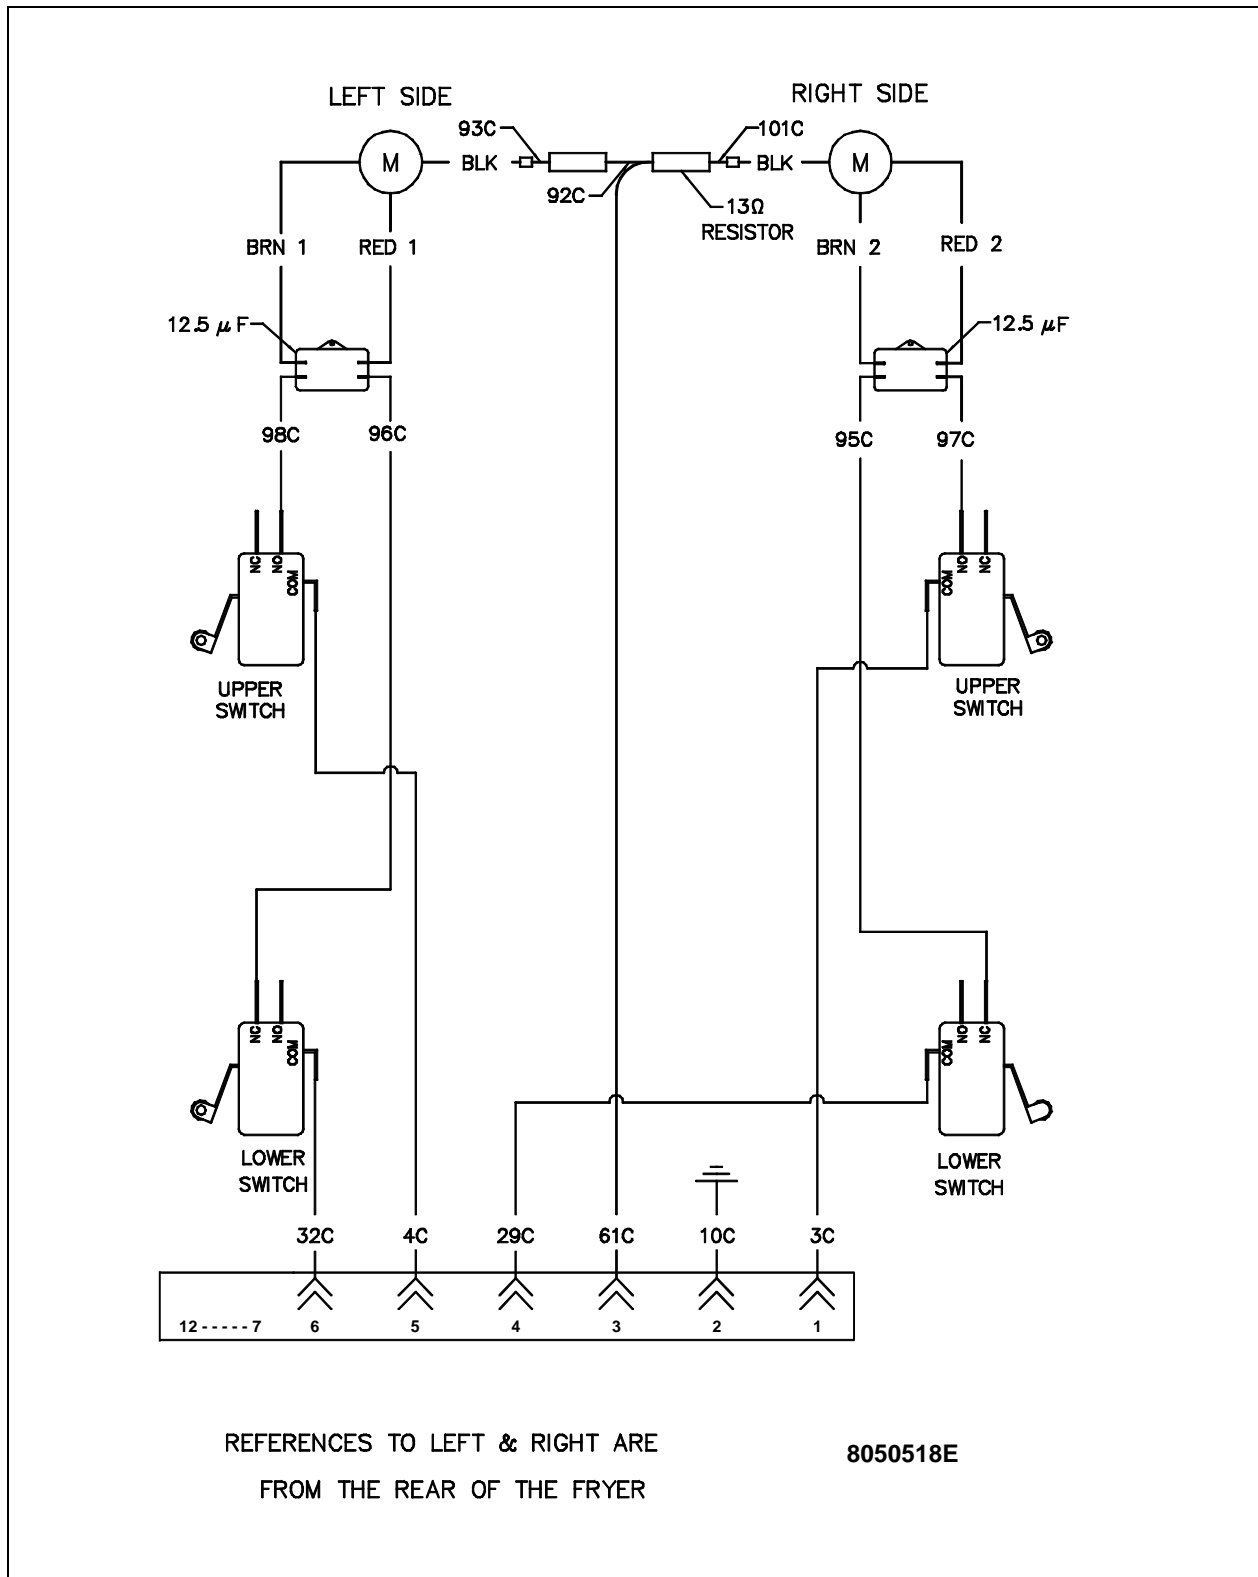 LEFT SIDE
RIGHT SIDE
93C
101C
M
BLK
BLK
M
92C
13Ω
RESISTOR
BRN 1
RED 1
BRN 2
RED 2
12.5 µF
12.5 µF
98C
96C
95C
97C
NC
NO
COM
COM
NO
NC
UPPER
SWITCH
UPPER
SWITCH
NC
NO
COM
COM
NO
NC
LOWER
SWITCH
LOWER
SWITCH
32C
4C
29C
61C
10C
3C
12 - - - - - 7
6
5
4
3
2
1
REFERENCES TO LEFT & RIGHT ARE
FROM THE REAR OF THE FRYER
8050518E